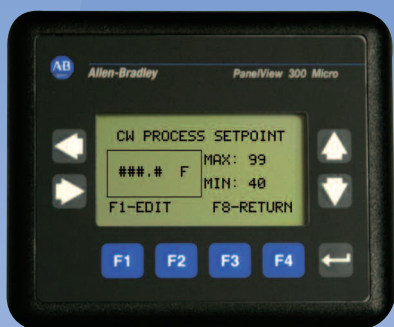 AB
Allen-Bradley PanelView 300 Micro
CW PROCESS SETPOINT
###.# F
MAX: 99
MIN: 40
F1-EDIT F8-RETURN
F1 F2 F3 F4